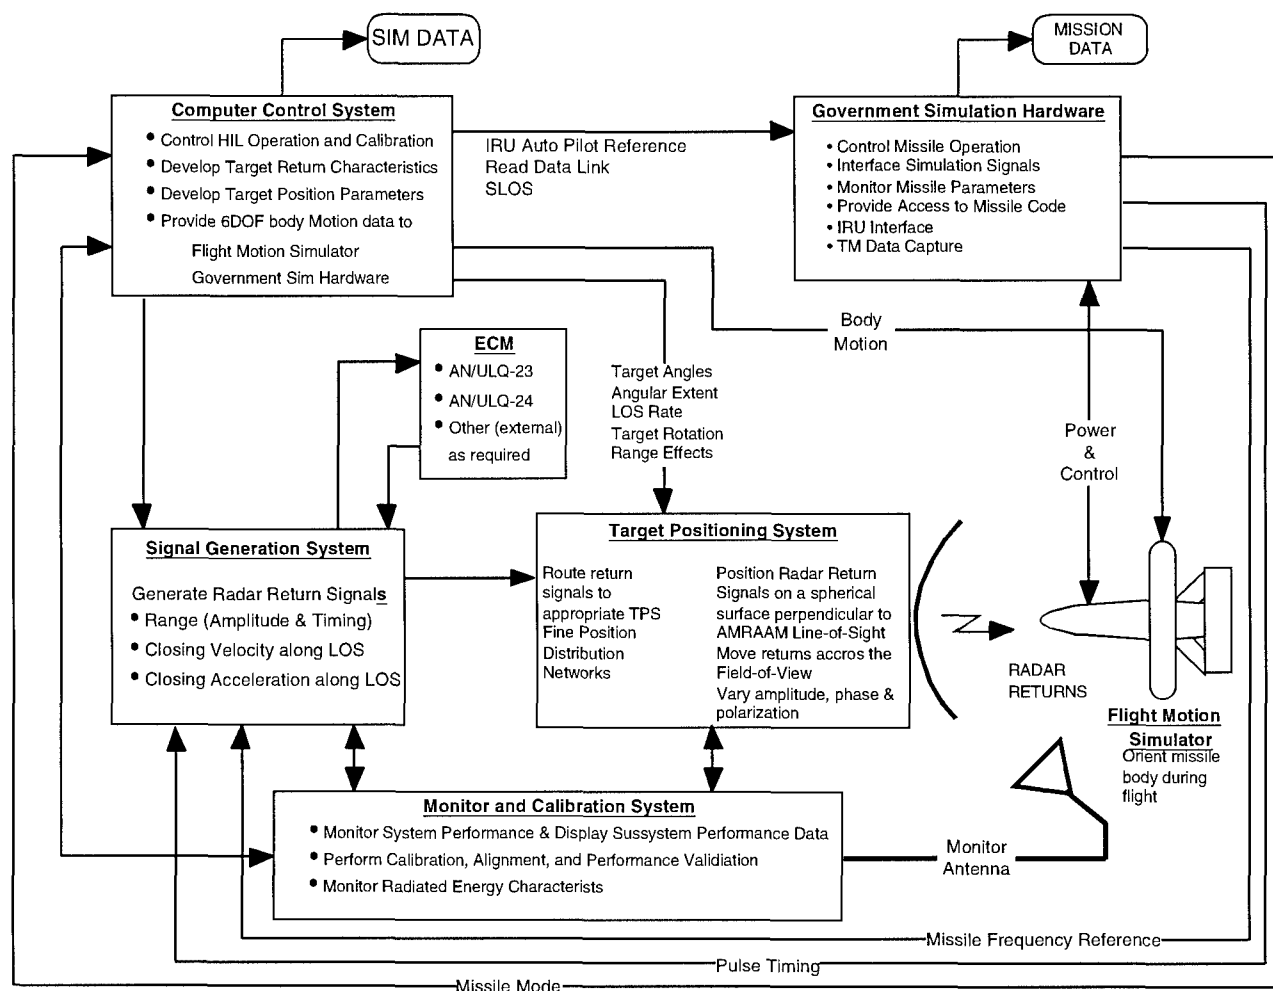 SIM DATA
MISSION
DATA
Computer Control System
• Control HIL Operation and Calibration
• Develop Target Return Characteristics
• Develop Target Position Parameters
• Provide 6DOF body Motion data to
Flight Motion Simulator
Government Sim Hardware
IRU Auto Pilot Reference
Read Data Link
SLOS
Government Simulation Hardware
• Control Missile Operation
• Interface Simulation Signals
• Monitor Missile Parameters
• Provide Access to Missile Code
• IRU Interface
• TM Data Capture
Body
Motion
ECM
• AN/ULQ-23
• AN/ULQ-24
• Other (external)
as required
Target Angles
Angular Extent
LOS Rate
Target Rotation
Range Effects
Power
&
Control
Signal Generation System
Generate Radar Return Signals
• Range (Amplitude & Timing)
• Closing Velocity along LOS
• Closing Acceleration along LOS
Target Positioning System
Route return
signals to
appropriate TPS
Fine Position
Distribution
Networks
Position Radar Return
Signals on a spherical
surface perpendicular to
AMRAAM Line-of-Sight
Move returns accros the
Field-of-View
Vary amplitude, phase &
polarization
RADAR
RETURNS
Flight Motion
Simulator
Orient missile
body during
flight
Monitor and Calibration System
• Monitor System Performance & Display Sussystem Performance Data
• Perform Calibration, Alignment, and Performance Validiation
• Monitor Radiated Energy Characterists
Monitor
Antenna
Missile Frequency Reference
Pulse Timing
Missile Mode